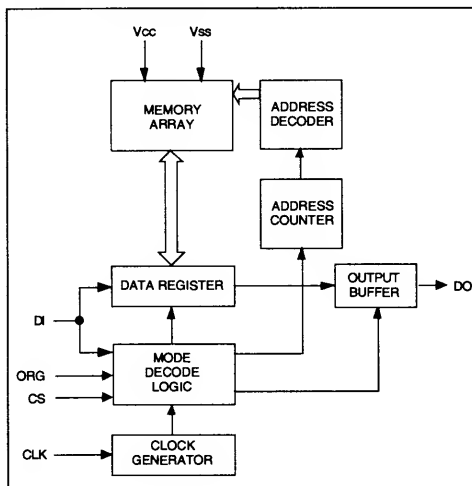 Vcc
Vss
MEMORY
ARRAY
ADDRESS
DECODER
ADDRESS
COUNTER
DATA REGISTER
OUTPUT
BUFFER
DO
DI
MODE
DECODE
LOGIC
ORG
CS
CLK
CLOCK
GENERATOR